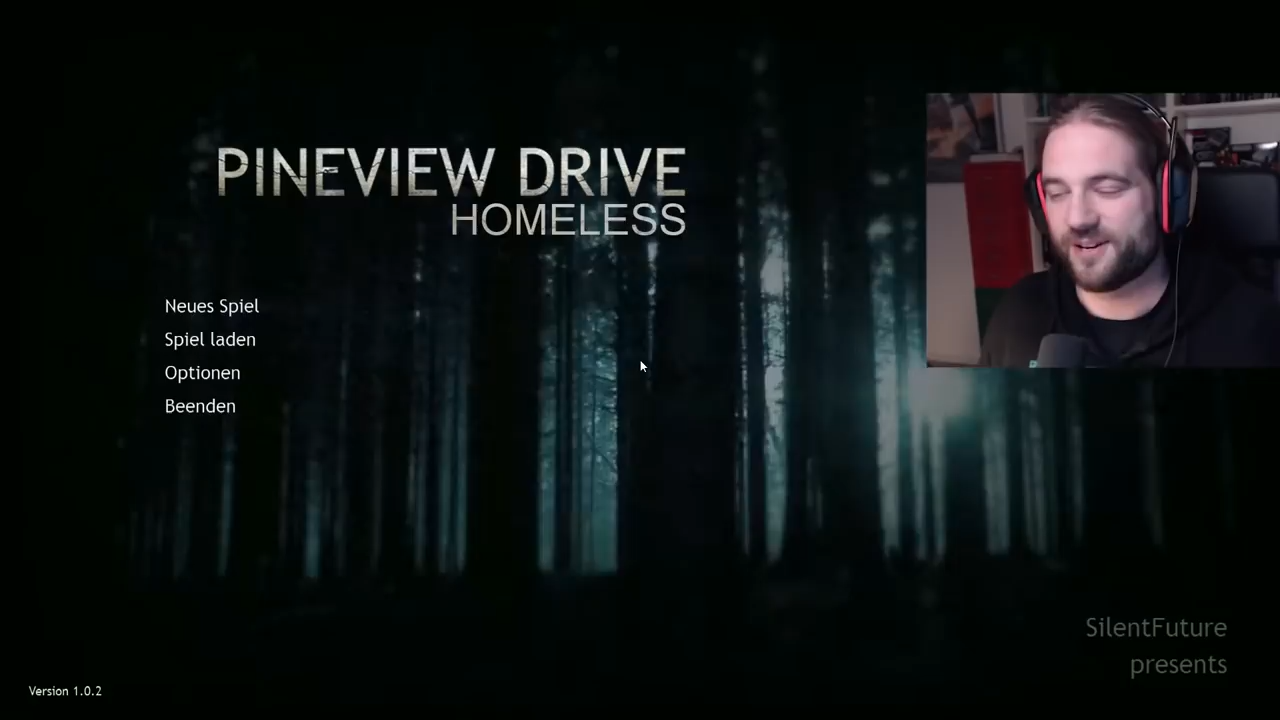 PINEVIEW DRIVE
HOMELESS
Neues Spiel
Spiel laden
Optionen
Beenden
SilentFuture
presents
Version 1.0.2